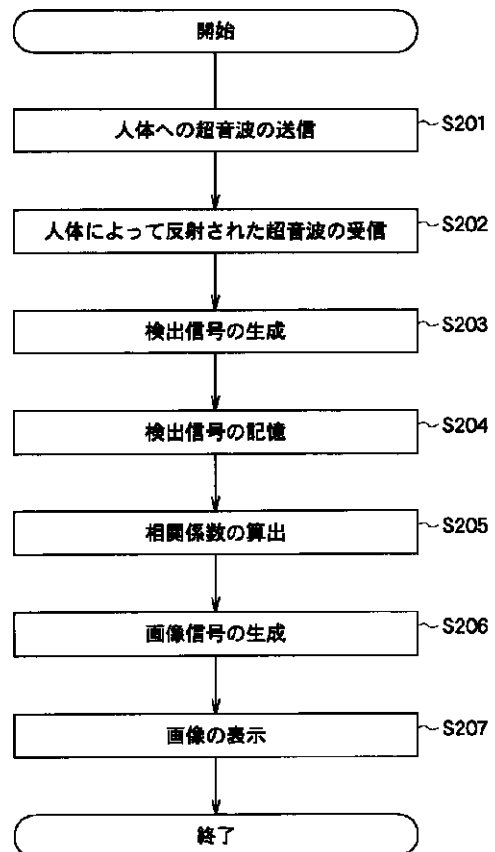 開始
人体への超音波の送信 S201
人体によって反射された超音波の受信 S202
検出信号の生成 S203
検出信号の記憶 S204
相関係数の算出 S205
画像信号の生成 S206
画像の表示 S207
終了